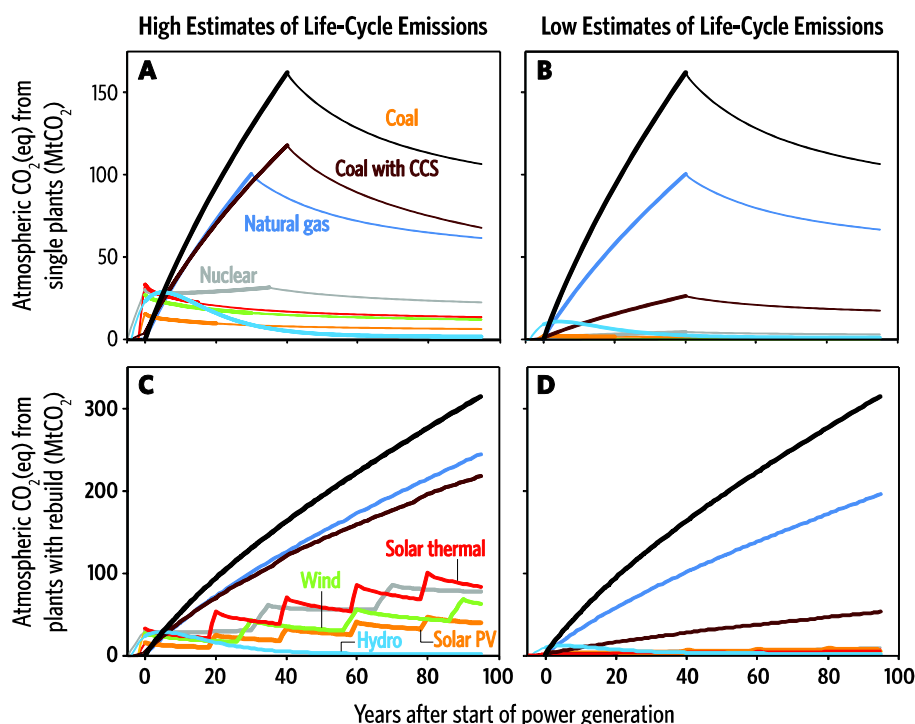 High Estimates of Life-Cycle Emissions
Low Estimates of Life-Cycle Emissions
Atmospheric CO₂(eq) from
single plants (MtCO₂)
A
150
100
50
0
Coal
Coal with CCS
Natural gas
Nuclear
B
Atmospheric CO₂(eq) from
plants with rebuild (MtCO₂)
C
300
200
100
0
Solar thermal
Wind
Hydro
Solar PV
D
0 20 40 60 80 100
0 20 40 60 80 100
Years after start of power generation